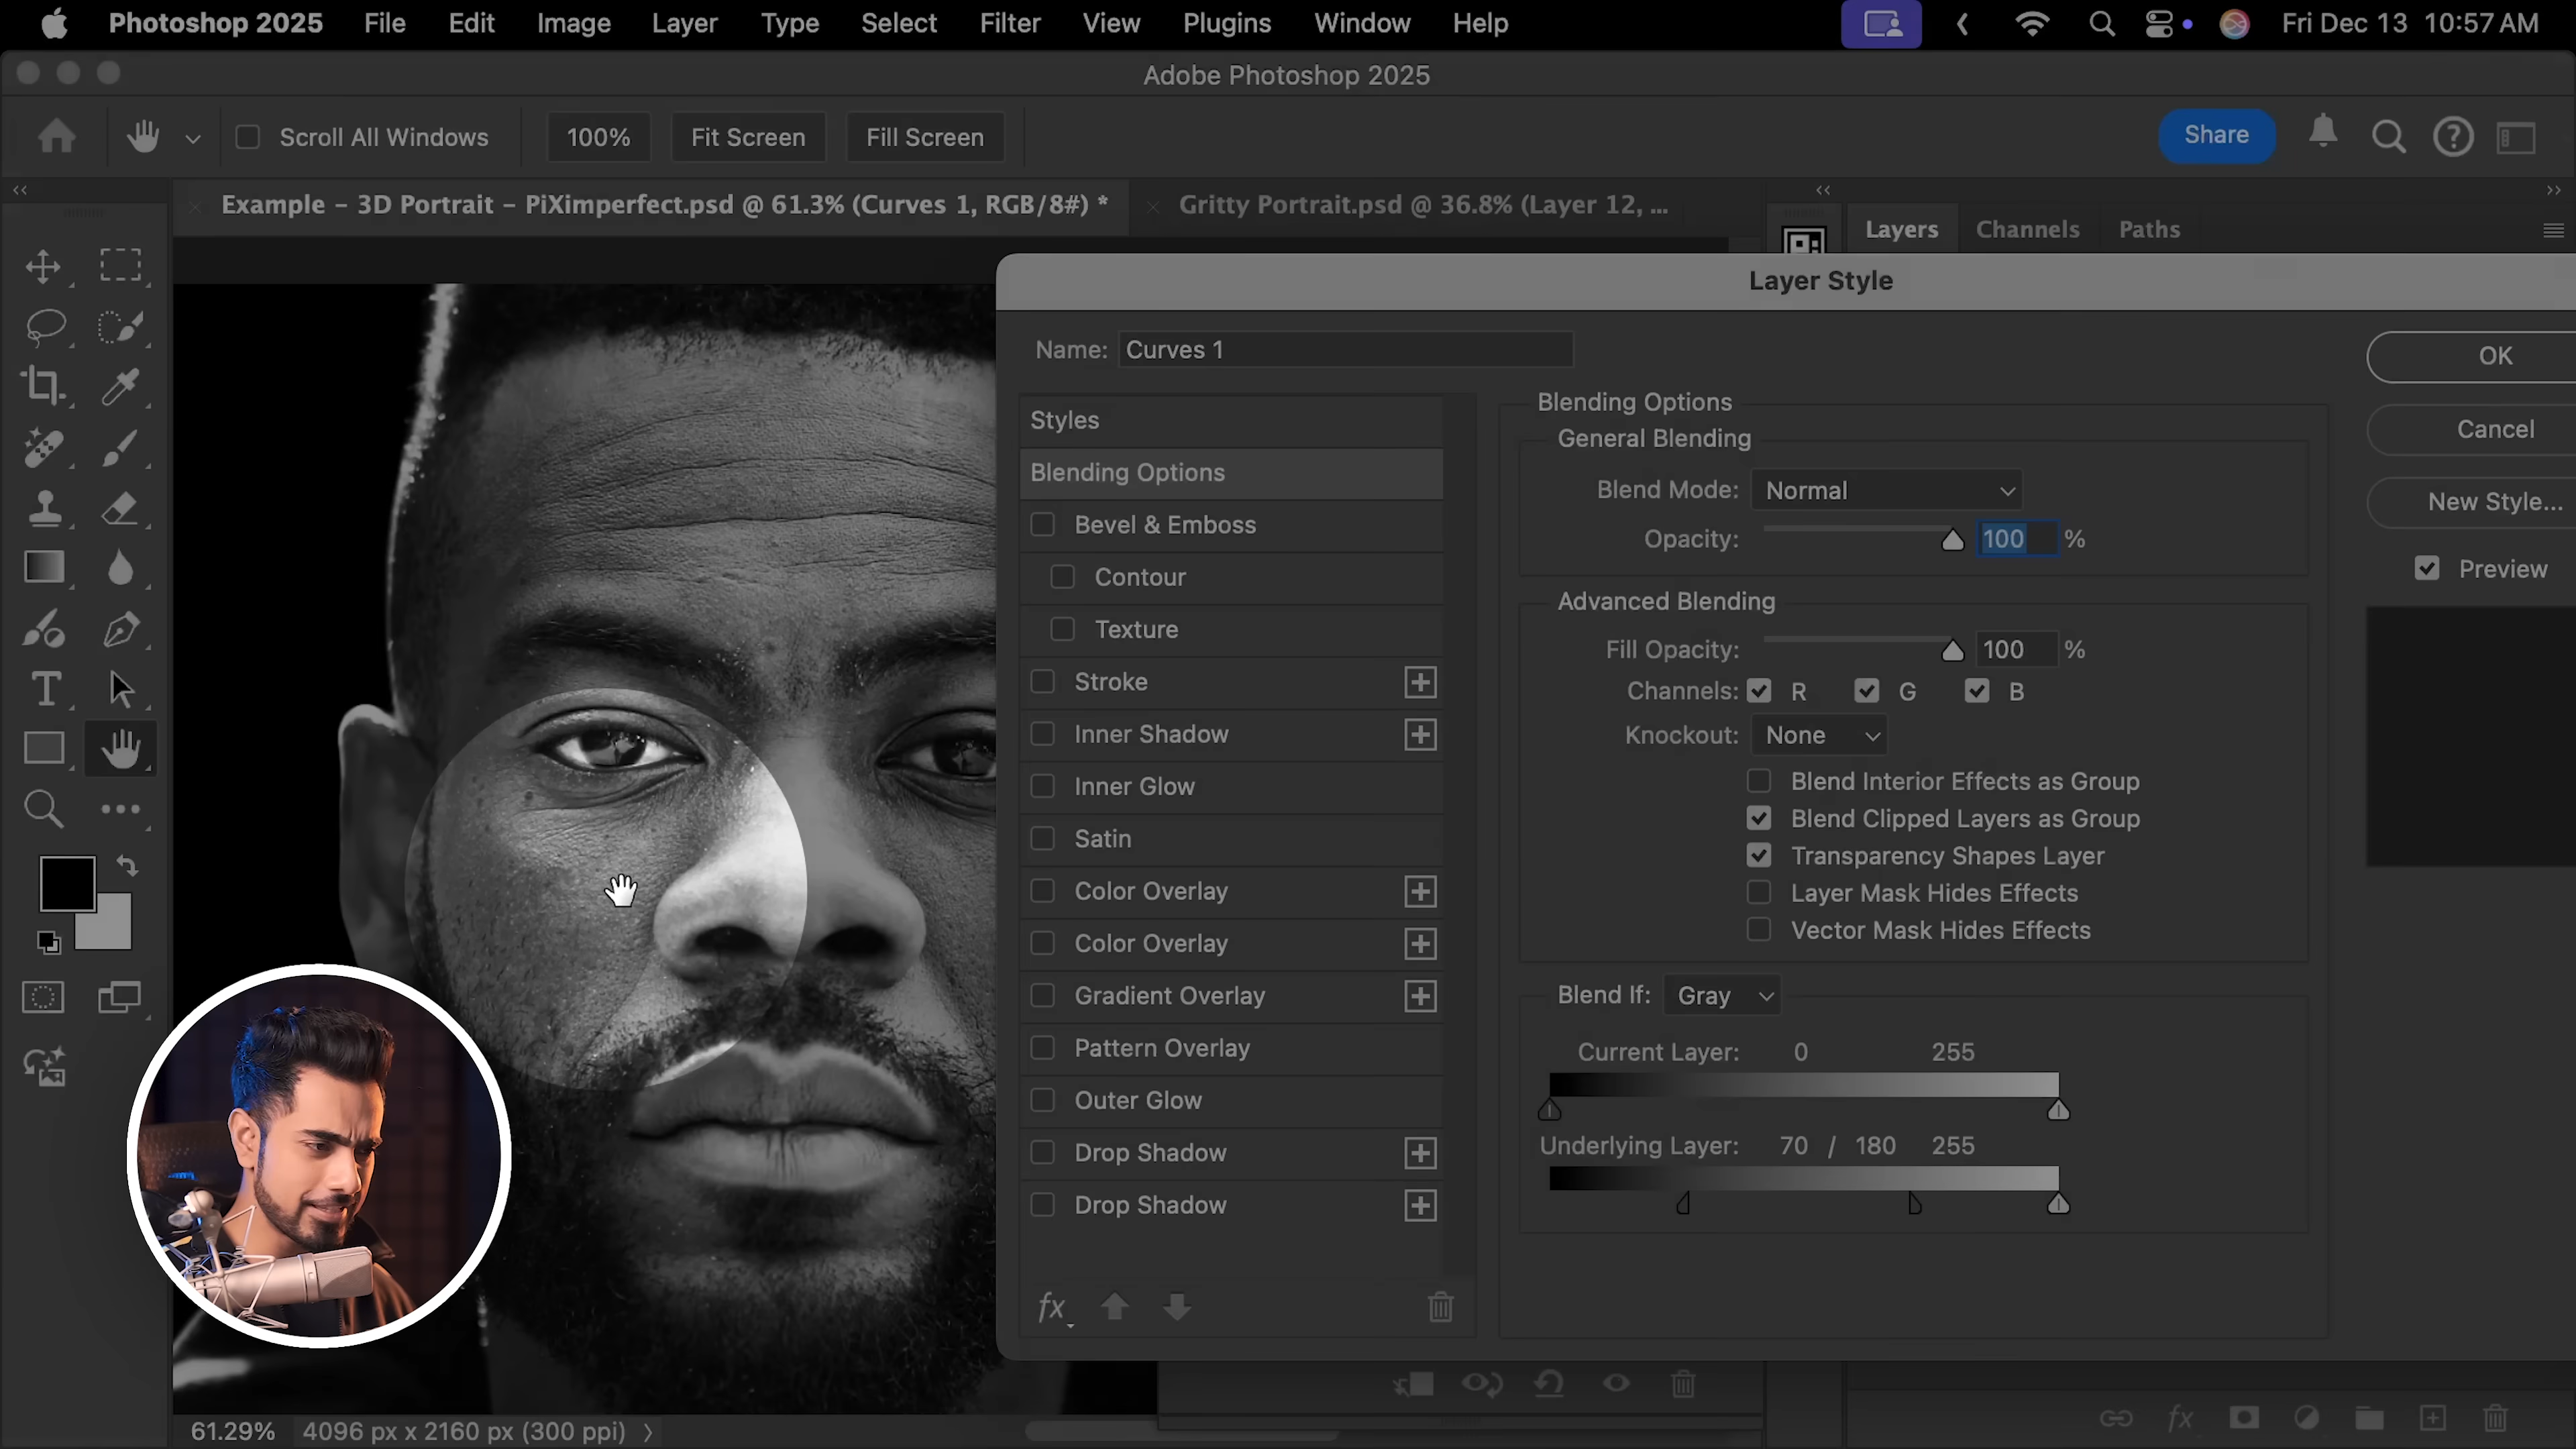 Photoshop 2025 File Edit Image Layer Type Select Filter View Plugins Window Help Fri Dec 13 10:57 AM
Adobe Photoshop 2025
Scroll All Windows 100% Fit Screen Fill Screen Share
Example – 3D Portrait – PiXimperfect.psd @ 61.3% (Curves 1, RGB/8#) *
Gritty Portrait.psd @ 36.8% (Layer 12, ...
Layers Channels Paths
Layer Style
Name: Curves 1
OK
Cancel
New Style...
Preview
Styles
Blending Options
Bevel & Emboss
Contour
Texture
Stroke
Inner Shadow
Inner Glow
Satin
Color Overlay
Color Overlay
Gradient Overlay
Pattern Overlay
Outer Glow
Drop Shadow
Drop Shadow
fx
Blending Options
General Blending
Blend Mode: Normal
Opacity: 100 %
Advanced Blending
Fill Opacity: 100 %
Channels: R G B
Knockout: None
Blend Interior Effects as Group
Blend Clipped Layers as Group
Transparency Shapes Layer
Layer Mask Hides Effects
Vector Mask Hides Effects
Blend If: Gray
Current Layer: 0 255
Underlying Layer: 70 / 180 255
61.29% 4096 px x 2160 px (300 ppi)
fx